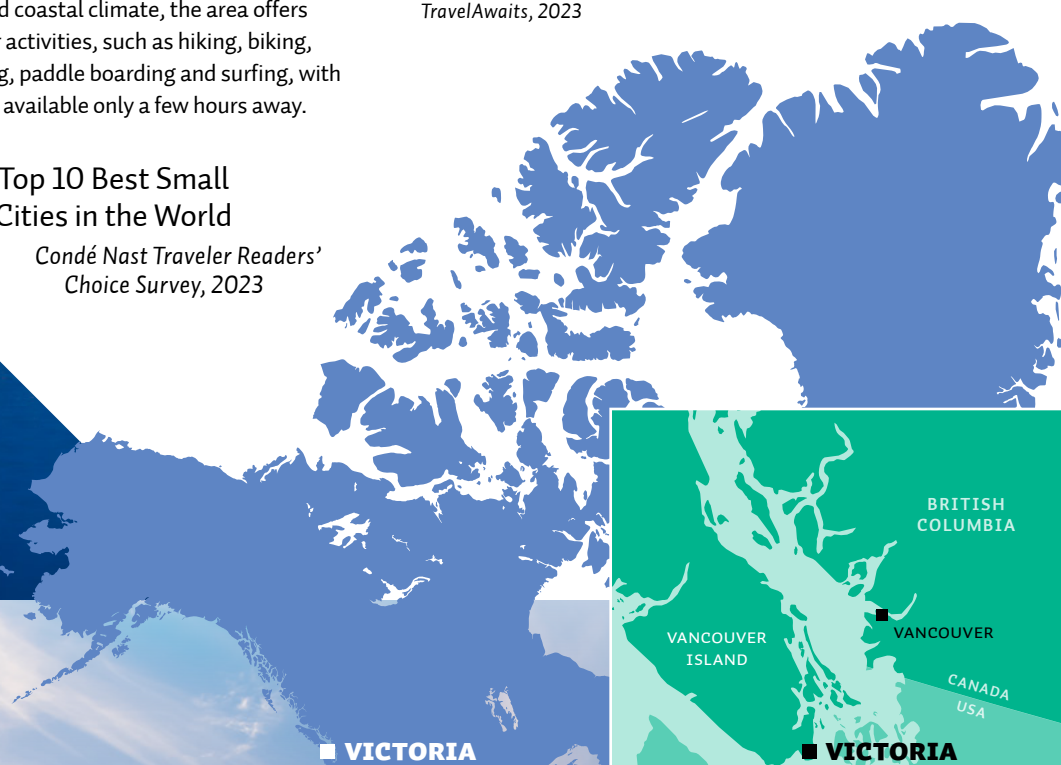 d coastal climate, the area offers
activities, such as hiking, biking,
g, paddle boarding and surfing, with
available only a few hours away.
TravelAwaits, 2023
Top 10 Best Small
Cities in the World
Condé Nast Traveler Readers’
Choice Survey, 2023
BRITISH
COLUMBIA
VANCOUVER
VANCOUVER
ISLAND
CANADA
USA
VICTORIA
VICTORIA